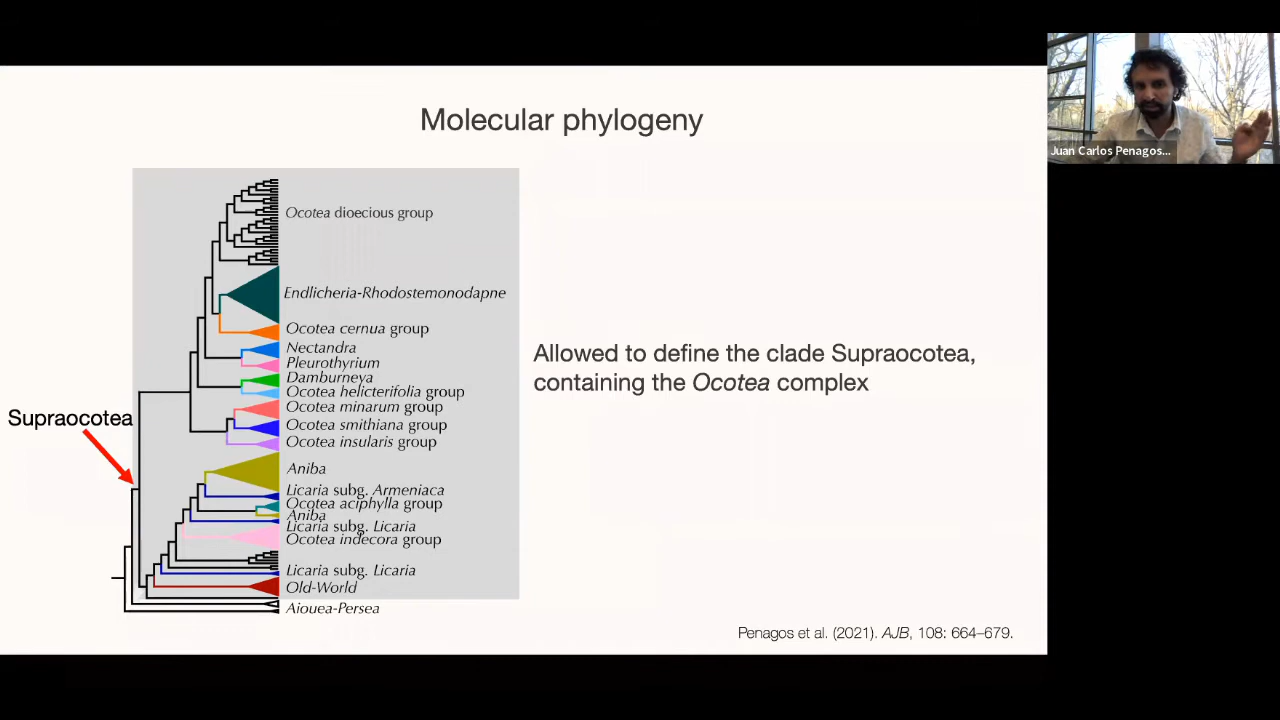 Juan Carlos Penagos...
Molecular phylogeny
Ocotea dioecious group
Endlicheria-Rhodostemonodapne
Ocotea cernua group
Nectandra
Pleurothyrium
Damburneya
Ocotea helicterifolia group
Ocotea minarum group
Ocotea smithiana group
Ocotea insularis group
Aniba
Licaria subg. Armeniaca
Ocotea aciphylla group
Aniba
Licaria subg. Licaria
Ocotea indecora group
Licaria subg. Licaria
Old-World
Aiouea-Persea
Supraocotea
Allowed to define the clade Supraocotea,
containing the Ocotea complex
Penagos et al. (2021). AJB, 108: 664–679.